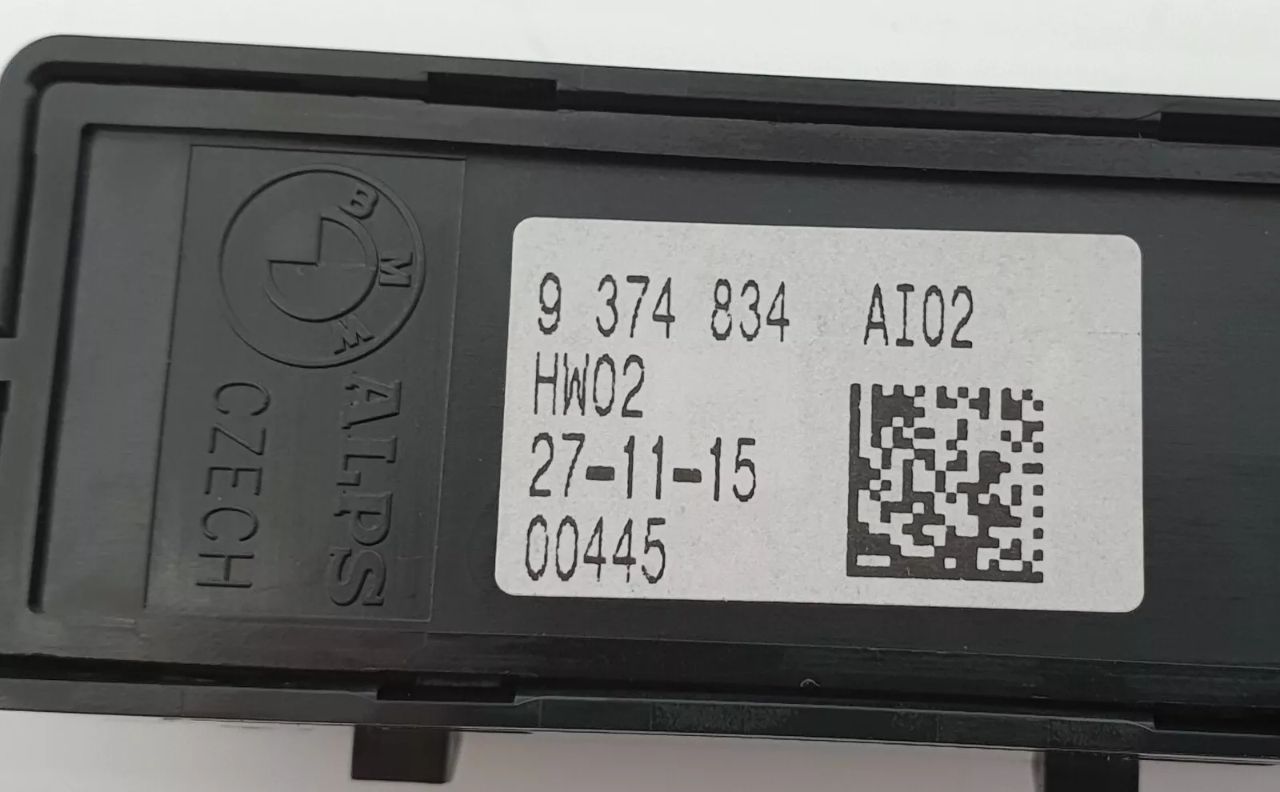 BMW
ALPS
CZECH
9 374 834 AI02
HW02
27-11-15
00445